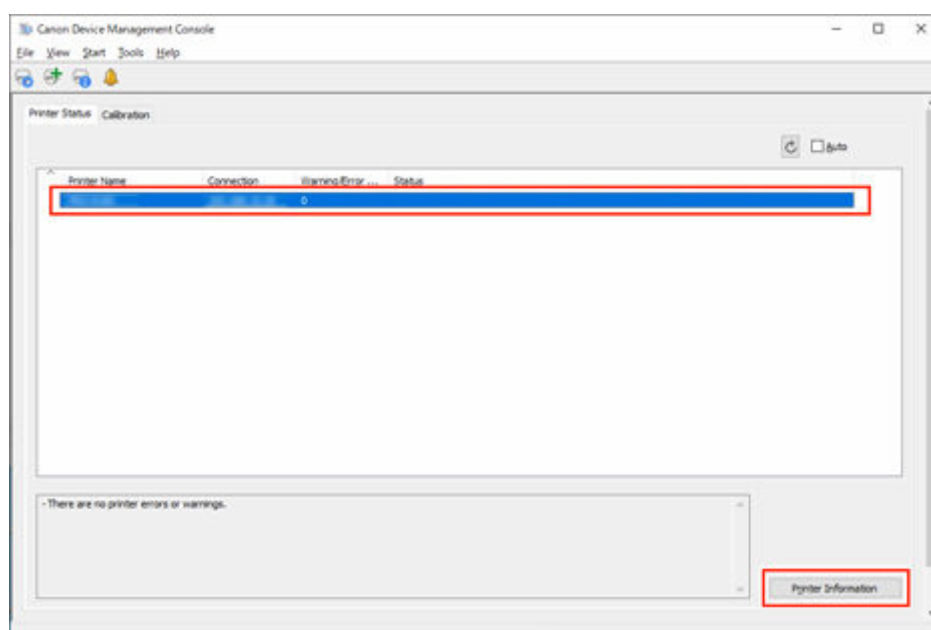 Canon Device Management Console
File View Start Tools Help
Printer Status Calibration
Auto
Printer Name Connection Warning/Error ... Status
0
- There are no printer errors or warnings.
Printer Information